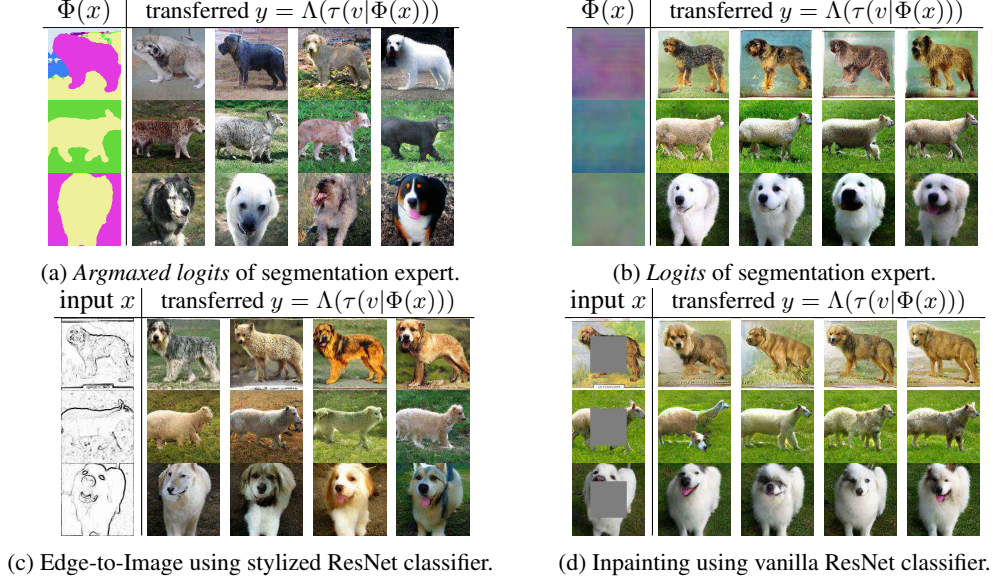 Φ(x) transferred y = Λ(τ(v|Φ(x)))
(a) Argmaxed logits of segmentation expert.
Φ(x) transferred y = Λ(τ(v|Φ(x)))
(b) Logits of segmentation expert.
input x transferred y = Λ(τ(v|Φ(x)))
(c) Edge-to-Image using stylized ResNet classifier.
input x transferred y = Λ(τ(v|Φ(x)))
(d) Inpainting using vanilla ResNet classifier.